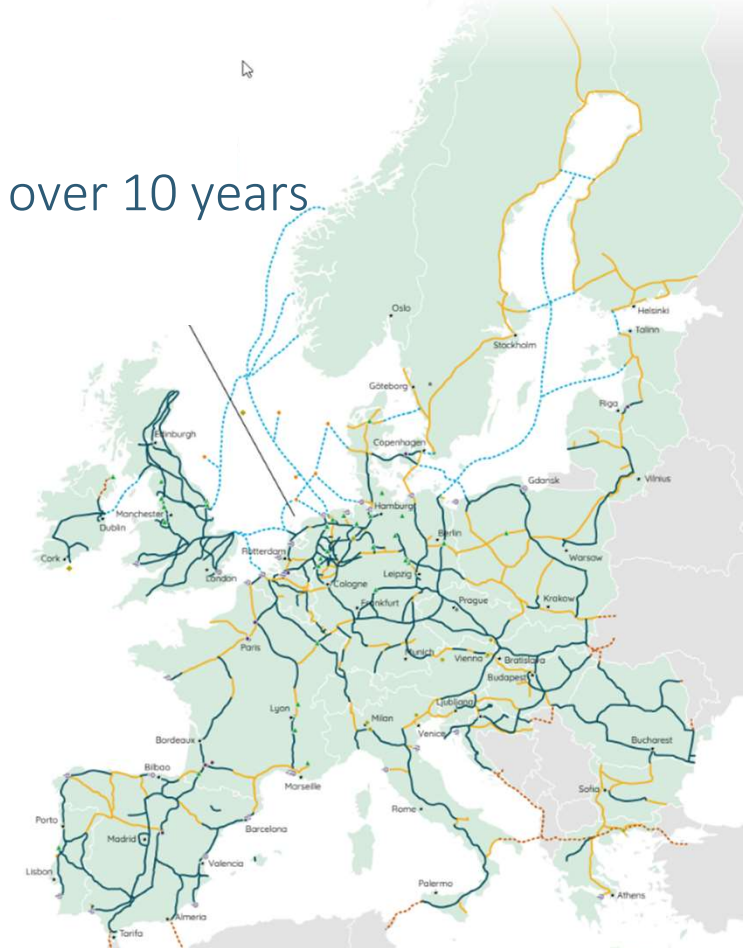 over 10 years
Oslo
Helsinki
Talinn
Stockholm
Göteborg
Riga
Edinburgh
Copenhagen
Vilnius
Gdansk
Hamburg
Manchester
Dublin
Berlin
Rotterdam
Warsaw
Cork
London
Leipzig
Cologne
Krakow
Frankfurt
Prague
Paris
Munich
Vienna
Bratislava
Budapest
Lyon
Ljubljana
Milan
Venice
Bordeaux
Bucharest
Bilbao
Marseille
Sofia
Rome
Porto
Barcelona
Madrid
Valencia
Lisbon
Palermo
Athens
Almeria
Tarifa